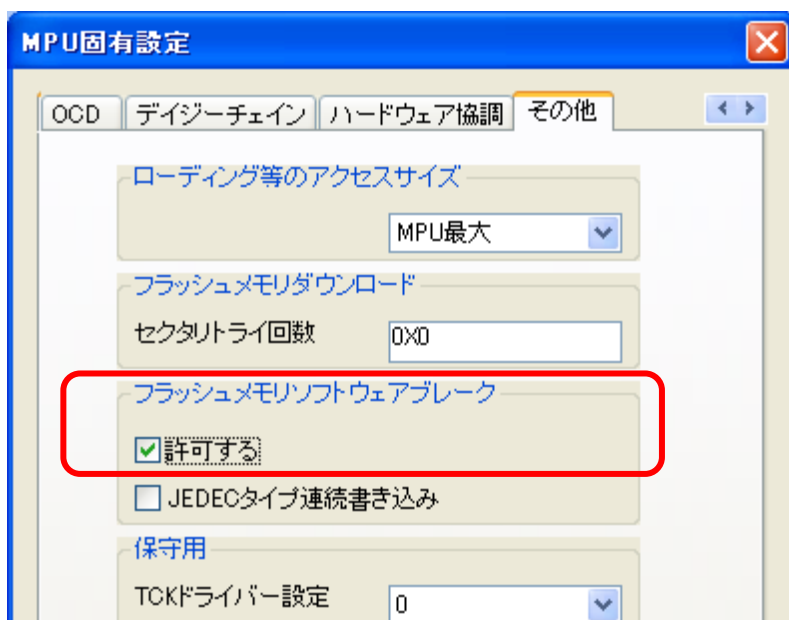 MPU固有設定
OCD デイジーチェイン ハードウェア協調 その他
ローディング等のアクセスサイズ
MPU最大
フラッシュメモリダウンロード
セクタリトライ回数 0X0
フラッシュメモリソフトウェアブレーク
許可する
JEDECタイプ連続書き込み
保守用
TCKドライバー設定 0